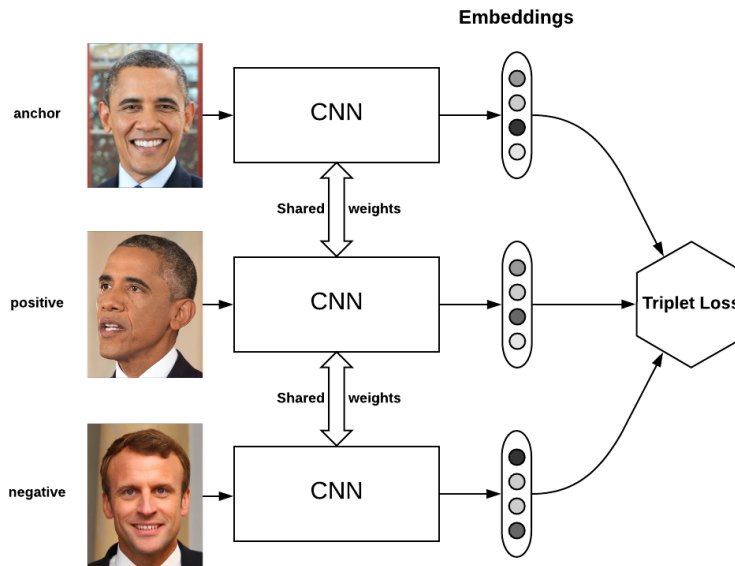 Embeddings
anchor
CNN
Shared weights
positive
CNN
Triplet Loss
Shared weights
negative
CNN